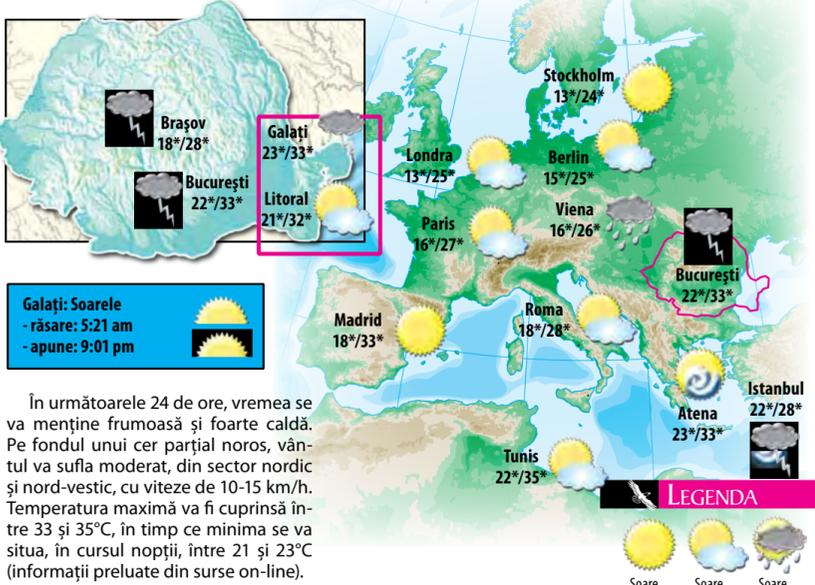 Brașov
18*/28*
București
22*/33*
Galați
23*/33*
Litoral
21*/32*
Stockholm
13*/24*
Londra
13*/25*
Berlin
15*/25*
Paris
16*/27*
Viena
16*/26*
București
22*/33*
Madrid
18*/33*
Roma
18*/28*
Atena
23*/33*
Istanbul
22*/28*
Tunis
22*/35*
Galați: Soarele
- răsare: 5:21 am
- apune: 9:01 pm
În următoarele 24 de ore, vremea se
va menține frumoasă și foarte caldă.
Pe fondul unui cer parțial noros, vân-
tul va sufla moderat, din sector nordic
și nord-vestic, cu viteze de 10-15 km/h.
Temperatura maximă va fi cuprinsă în-
tre 33 și 35°C, în timp ce minima se va
situa, în cursul nopții, între 21 și 23°C
(informații preluate din surse on-line).
LEGENDA
Soare Soare Soare